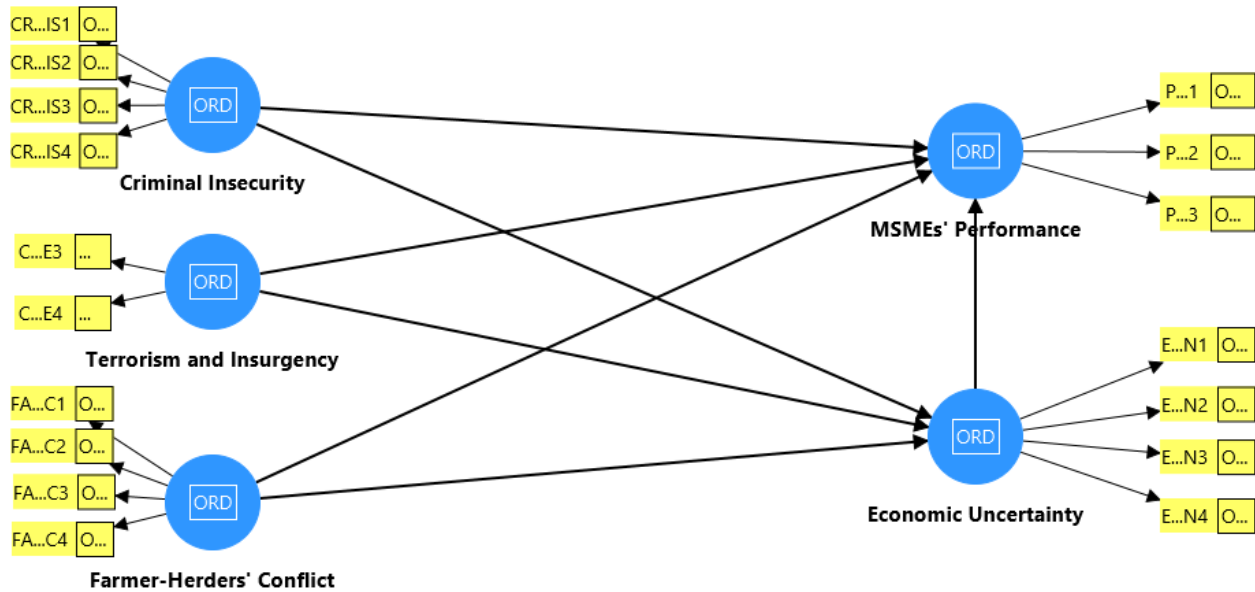 CR...IS1 O...
CR...IS2 O...
CR...IS3 O...
CR...IS4 O...
ORD
Criminal Insecurity
C...E3 ...
C...E4 ...
ORD
Terrorism and Insurgency
FA...C1 O...
FA...C2 O...
FA...C3 O...
FA...C4 O...
ORD
Farmer-Herders' Conflict
ORD
MSMEs' Performance
P...1 O...
P...2 O...
P...3 O...
ORD
Economic Uncertainty
E...N1 O...
E...N2 O...
E...N3 O...
E...N4 O...